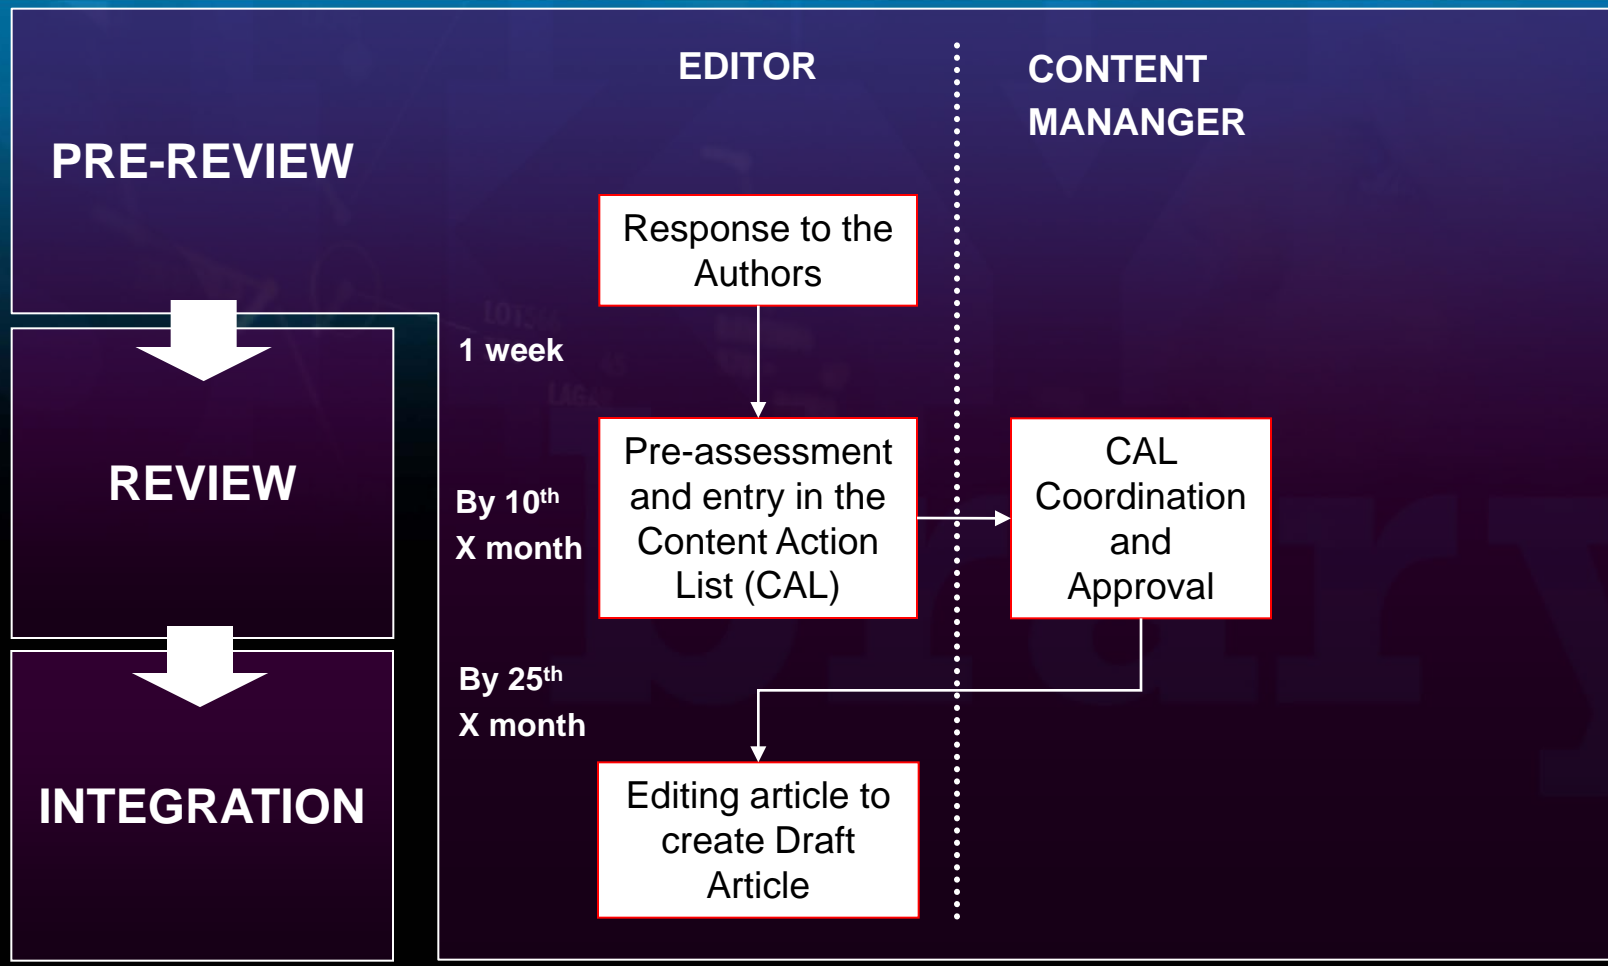 PRE-REVIEW
REVIEW
INTEGRATION
EDITOR
CONTENT
MANANGER
Response to the
Authors
1 week
Pre-assessment
and entry in the
Content Action
List (CAL)
By 10th
X month
CAL
Coordination
and
Approval
By 25th
X month
Editing article to
create Draft
Article
brary